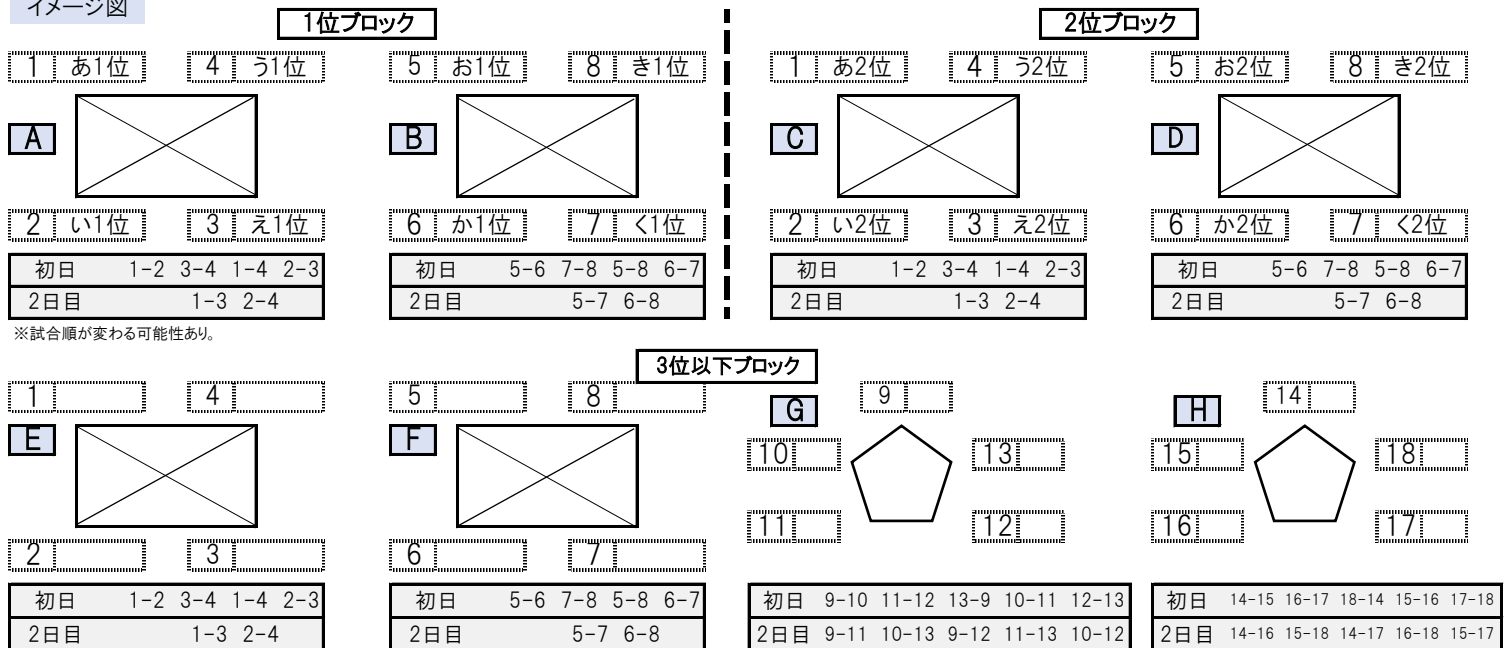 イメージ図
1位ブロック 2位ブロック
1 あ1位 4 う1位 5 お1位 8 き1位 1 あ2位 4 う2位 5 お2位 8 き2位
A B C D
2 い1位 3 え1位 6 か1位 7 く1位 2 い2位 3 え2位 6 か2位 7 く2位
初日 1-2 3-4 1-4 2-3 初日 5-6 7-8 5-8 6-7 初日 1-2 3-4 1-4 2-3 初日 5-6 7-8 5-8 6-7
2日目 1-3 2-4 2日目 5-7 6-8 2日目 1-3 2-4 2日目 5-7 6-8
※試合順が変わる可能性あり。
3位以下ブロック
1 4 5 8 9 14
E F G H
10 13 15 18
11 12 16 17
2 3 6 7
初日 1-2 3-4 1-4 2-3 初日 5-6 7-8 5-8 6-7 初日 9-10 11-12 13-9 10-11 12-13 初日 14-15 16-17 18-14 15-16 17-18
2日目 1-3 2-4 2日目 5-7 6-8 2日目 9-11 10-13 9-12 11-13 10-12 2日目 14-16 15-18 14-17 16-18 15-17